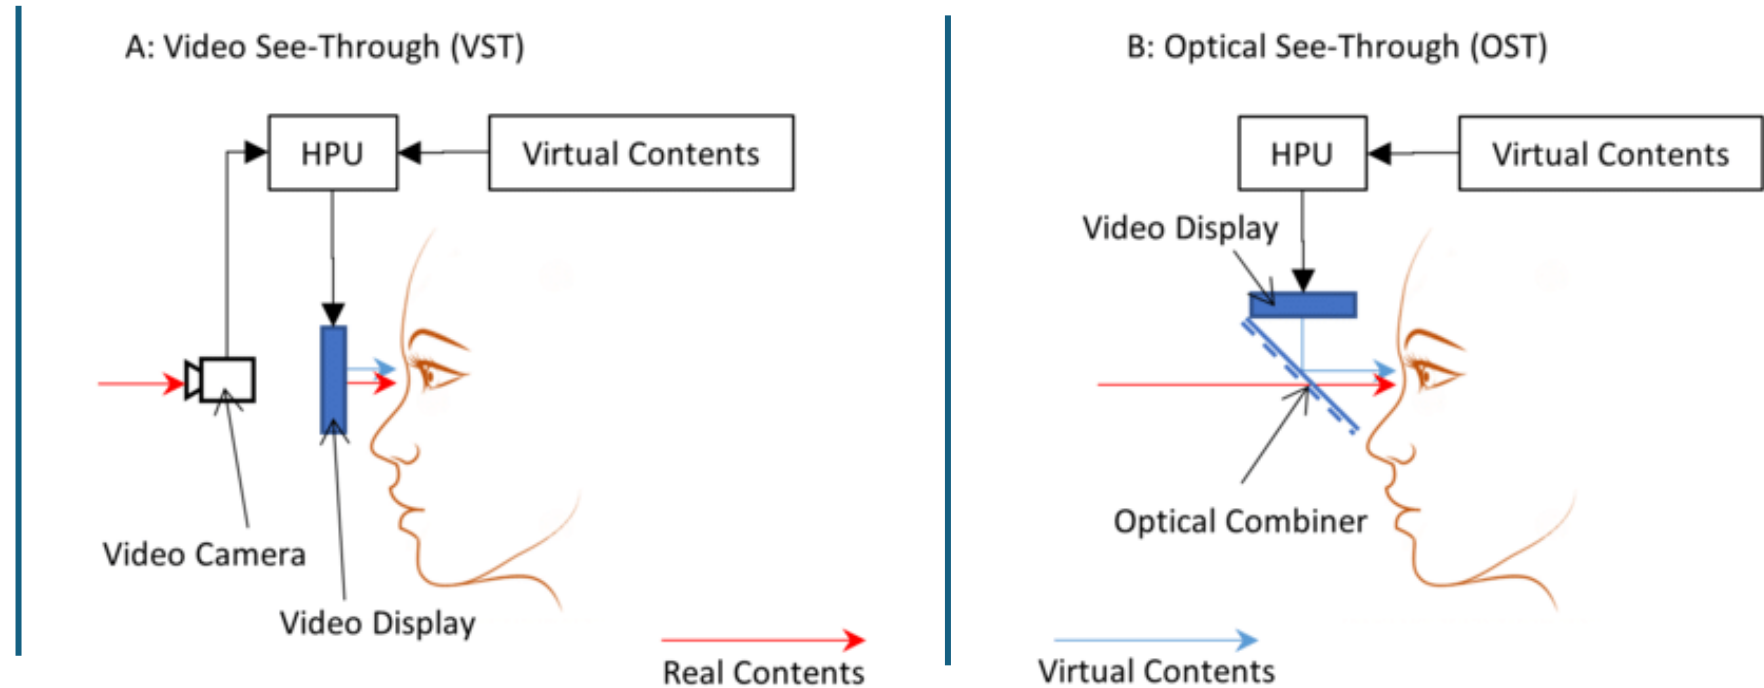 A: Video See-Through (VST)
HPU
Virtual Contents
Video Camera
Video Display
Real Contents
B: Optical See-Through (OST)
HPU
Virtual Contents
Video Display
Optical Combiner
Virtual Contents